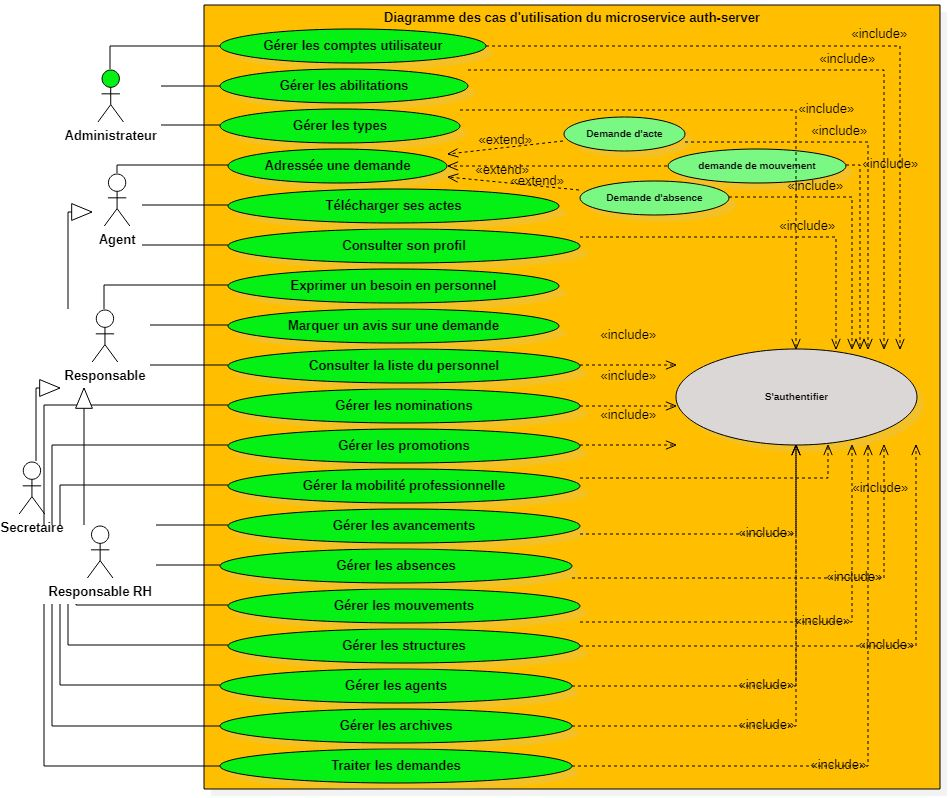 Diagramme des cas d'utilisation du microservice auth-server
«include»
Gérer les comptes utilisateur
«include»
Gérer les abilitations
«include»
Administrateur
Gérer les types
Demande d'acte
«include»
«extend»
Adressée une demande
demande de mouvement
«include»
«extend»
«extend»
«include»
Demande d'absence
Télécharger ses actes
«include»
Agent
Consulter son profil
Exprimer un besoin en personnel
Marquer un avis sur une demande
«include»
Consulter la liste du personnel
Responsable
«include»
S'authentifier
Gérer les nominations
«include»
Gérer les promotions
Gérer la mobilité professionnelle
«include»
Secretaire
Gérer les avancements
«include»
Gérer les absences
«include»
Responsable RH
Gérer les mouvements
«include»
Gérer les structures
«include»
Gérer les agents
«include»
Gérer les archives
«include»
Traiter les demandes
«include»